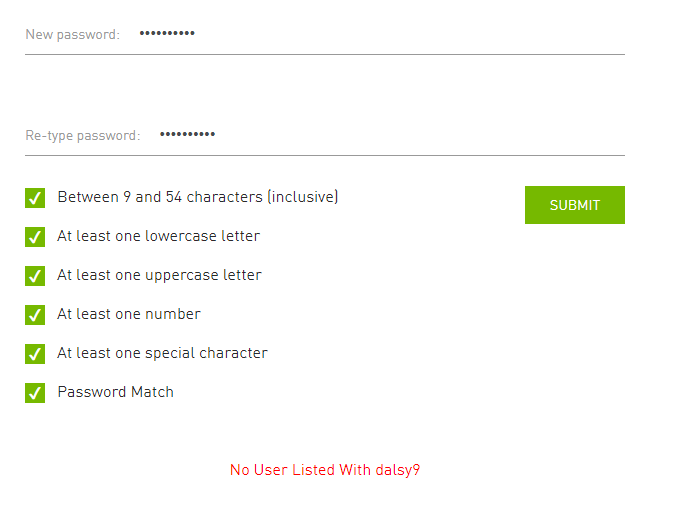 New password: ••••••••••
Re-type password: ••••••••••
Between 9 and 54 characters (inclusive)
SUBMIT
At least one lowercase letter
At least one uppercase letter
At least one number
At least one special character
Password Match
No User Listed With dalsy9